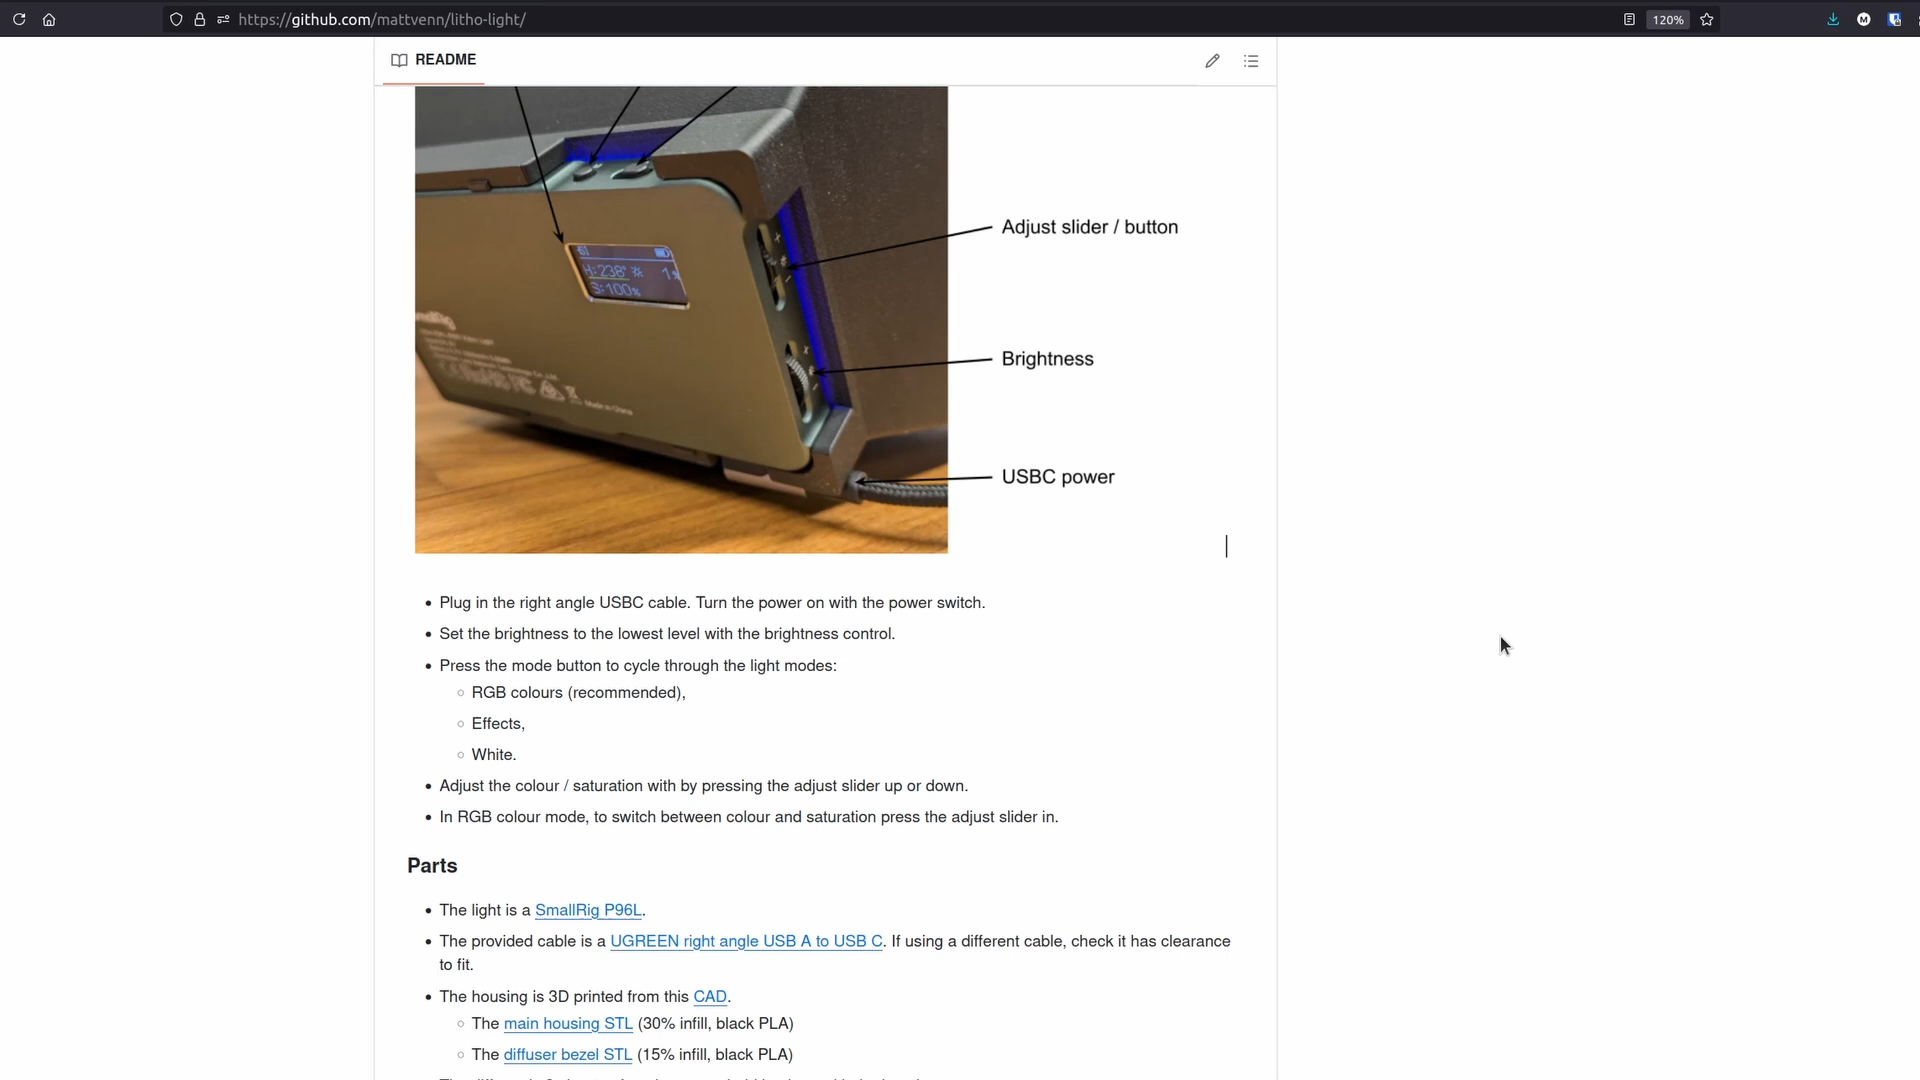 https://github.com/mattvenn/litho-light/
120%
M
README
Adjust slider / button
H:238° 1%
S:100%
Brightness
Made in China
USBC power
Plug in the right angle USBC cable. Turn the power on with the power switch.
Set the brightness to the lowest level with the brightness control.
Press the mode button to cycle through the light modes:
RGB colours (recommended),
Effects,
White.
Adjust the colour / saturation with by pressing the adjust slider up or down.
In RGB colour mode, to switch between colour and saturation press the adjust slider in.
Parts
The light is a SmallRig P96L.
The provided cable is a UGREEN right angle USB A to USB C. If using a different cable, check it has clearance
to fit.
The housing is 3D printed from this CAD.
The main housing STL (30% infill, black PLA)
The diffuser bezel STL (15% infill, black PLA)